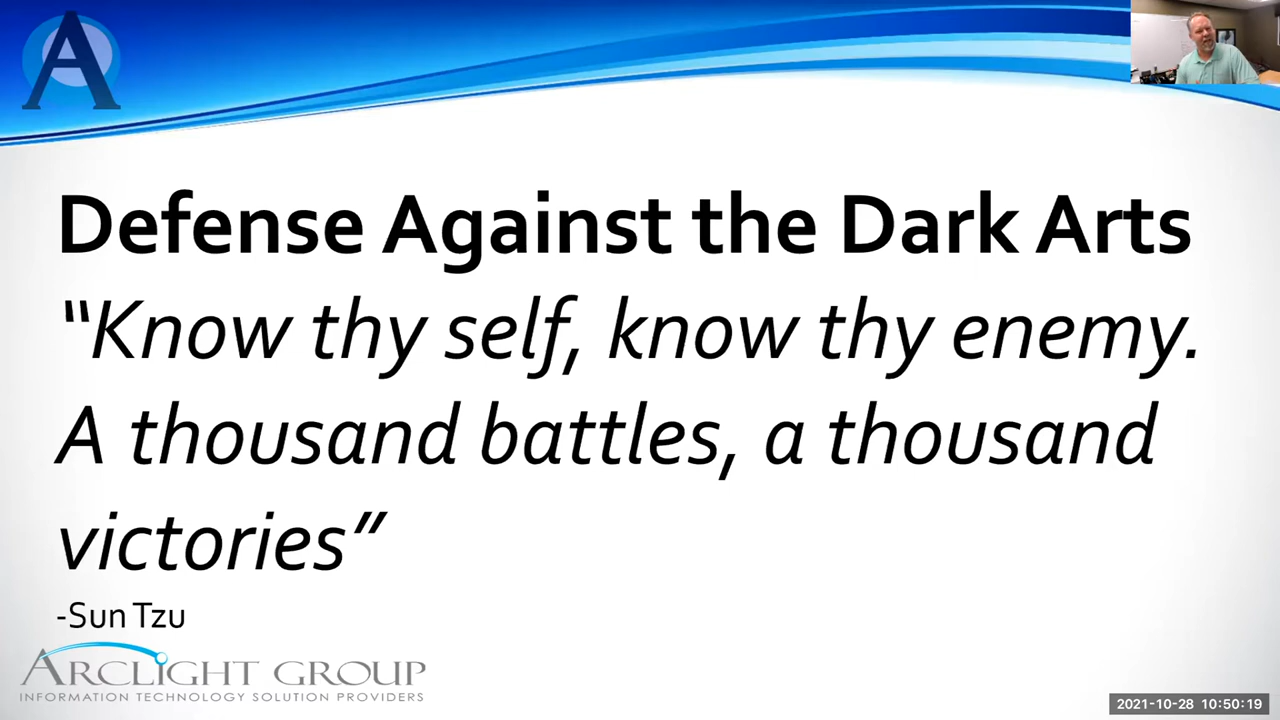 A
Defense Against the Dark Arts
“Know thy self, know thy enemy.
A thousand battles, a thousand
victories”
-Sun Tzu
ARCLIGHT GROUP
INFORMATION TECHNOLOGY SOLUTION PROVIDERS
2021-10-28 10:50:19